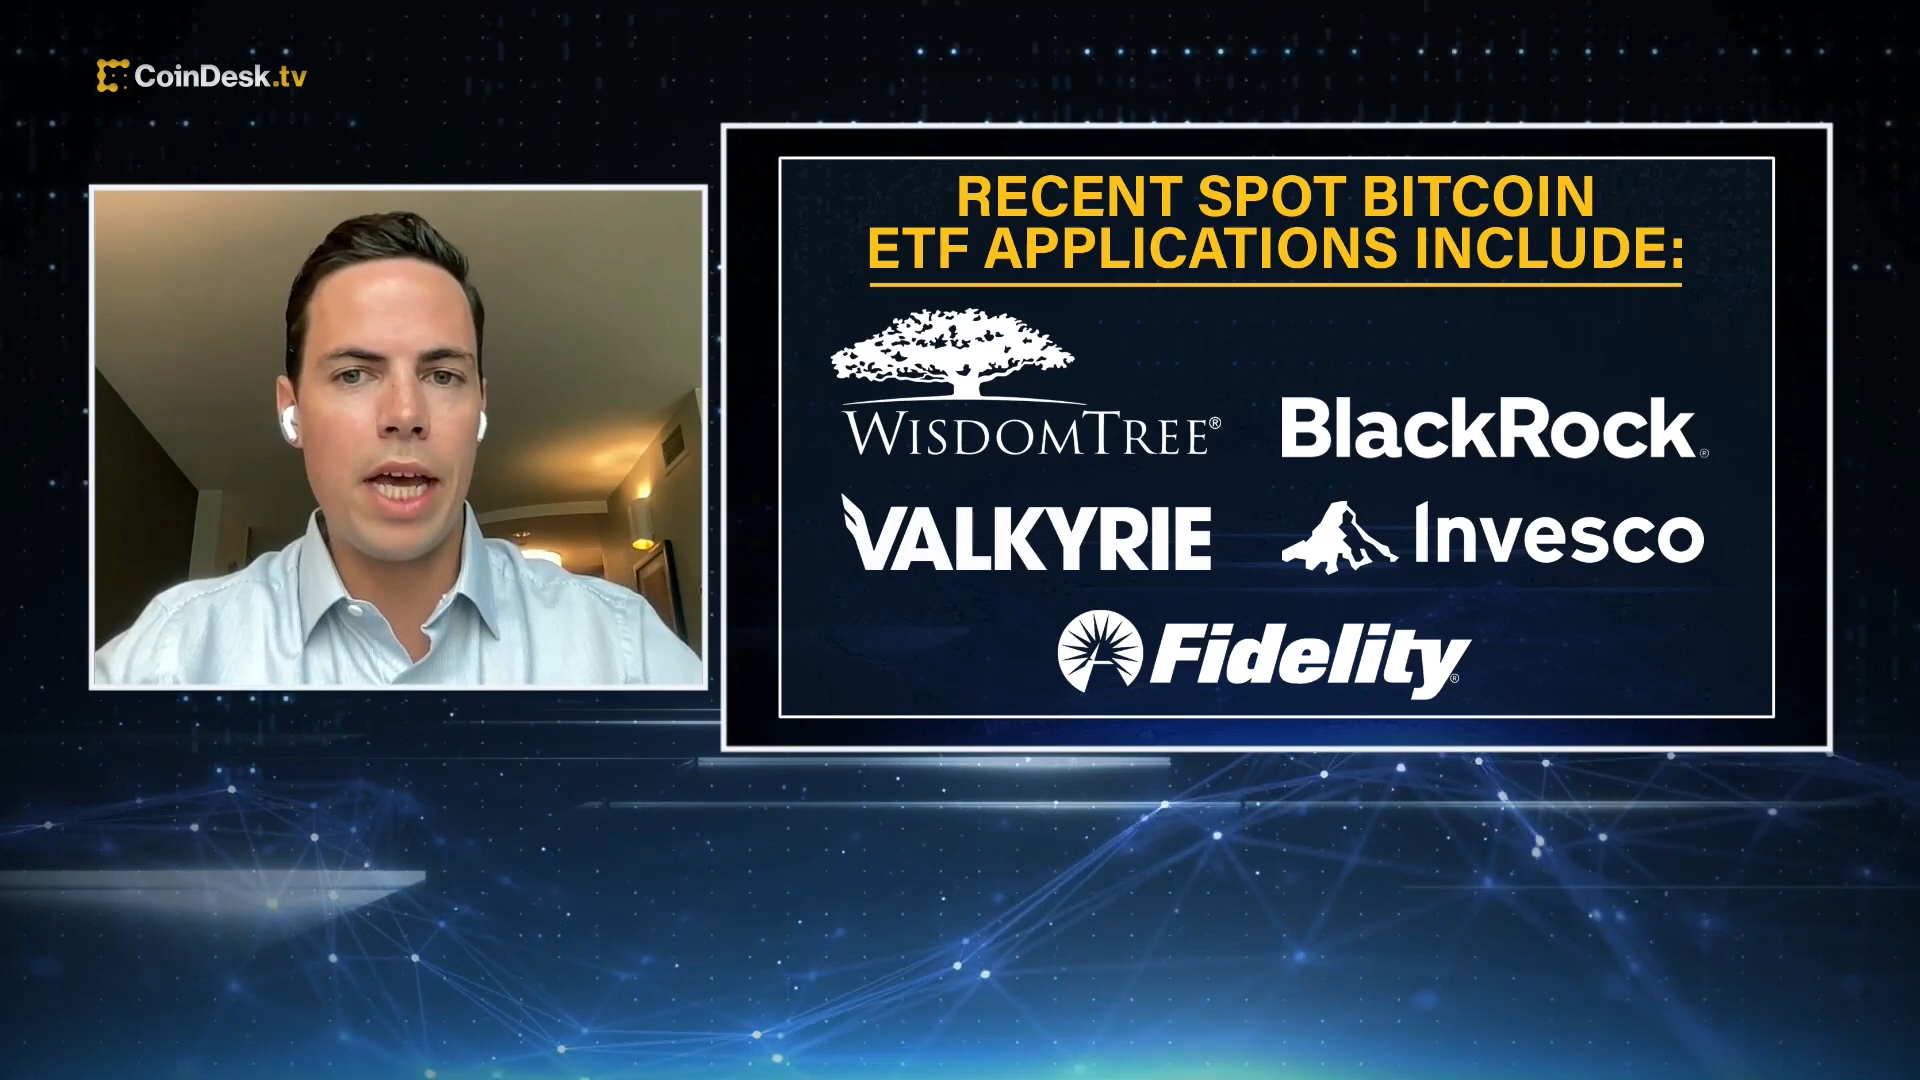 CoinDesk.tv
RECENT SPOT BITCOIN
ETF APPLICATIONS INCLUDE:
WISDOMTREE®
BlackRock®
VALKYRIE
Invesco
Fidelity®